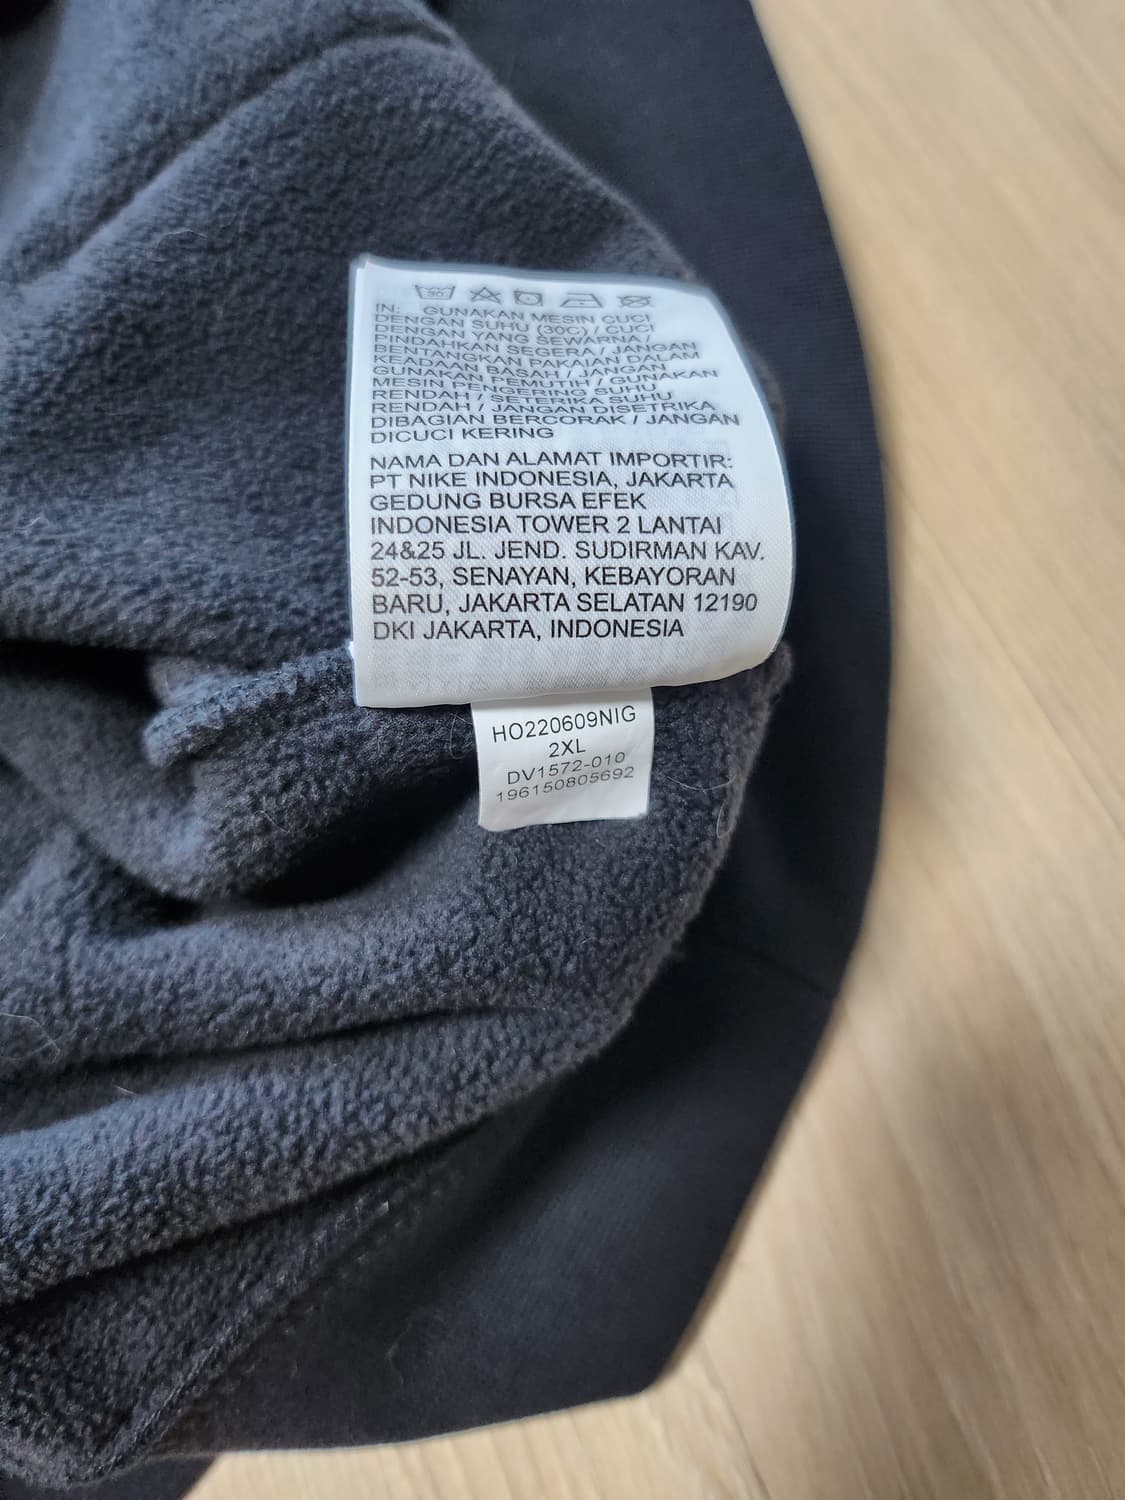 IN: GUNAKAN MESIN CUCI
DENGAN SUHU (30C) / CUCI
DENGAN YANG SEWARNA /
PINDAHKAN SEGERA / JANGAN
BENTANGKAN PAKAIAN DALAM
KEADAAN BASAH / JANGAN
GUNAKAN PEMUTIH / GUNAKAN
MESIN PENGERING SUHU
RENDAH / SETERIKA SUHU
RENDAH / JANGAN DISETRIKA
DIBAGIAN BERCORAK / JANGAN
DICUCI KERING
NAMA DAN ALAMAT IMPORTIR:
PT NIKE INDONESIA, JAKARTA
GEDUNG BURSA EFEK
INDONESIA TOWER 2 LANTAI
24&25 JL. JEND. SUDIRMAN KAV.
52-53, SENAYAN, KEBAYORAN
BARU, JAKARTA SELATAN 12190
DKI JAKARTA, INDONESIA
HO220609NIG
2XL
DV1572-010
196150805692